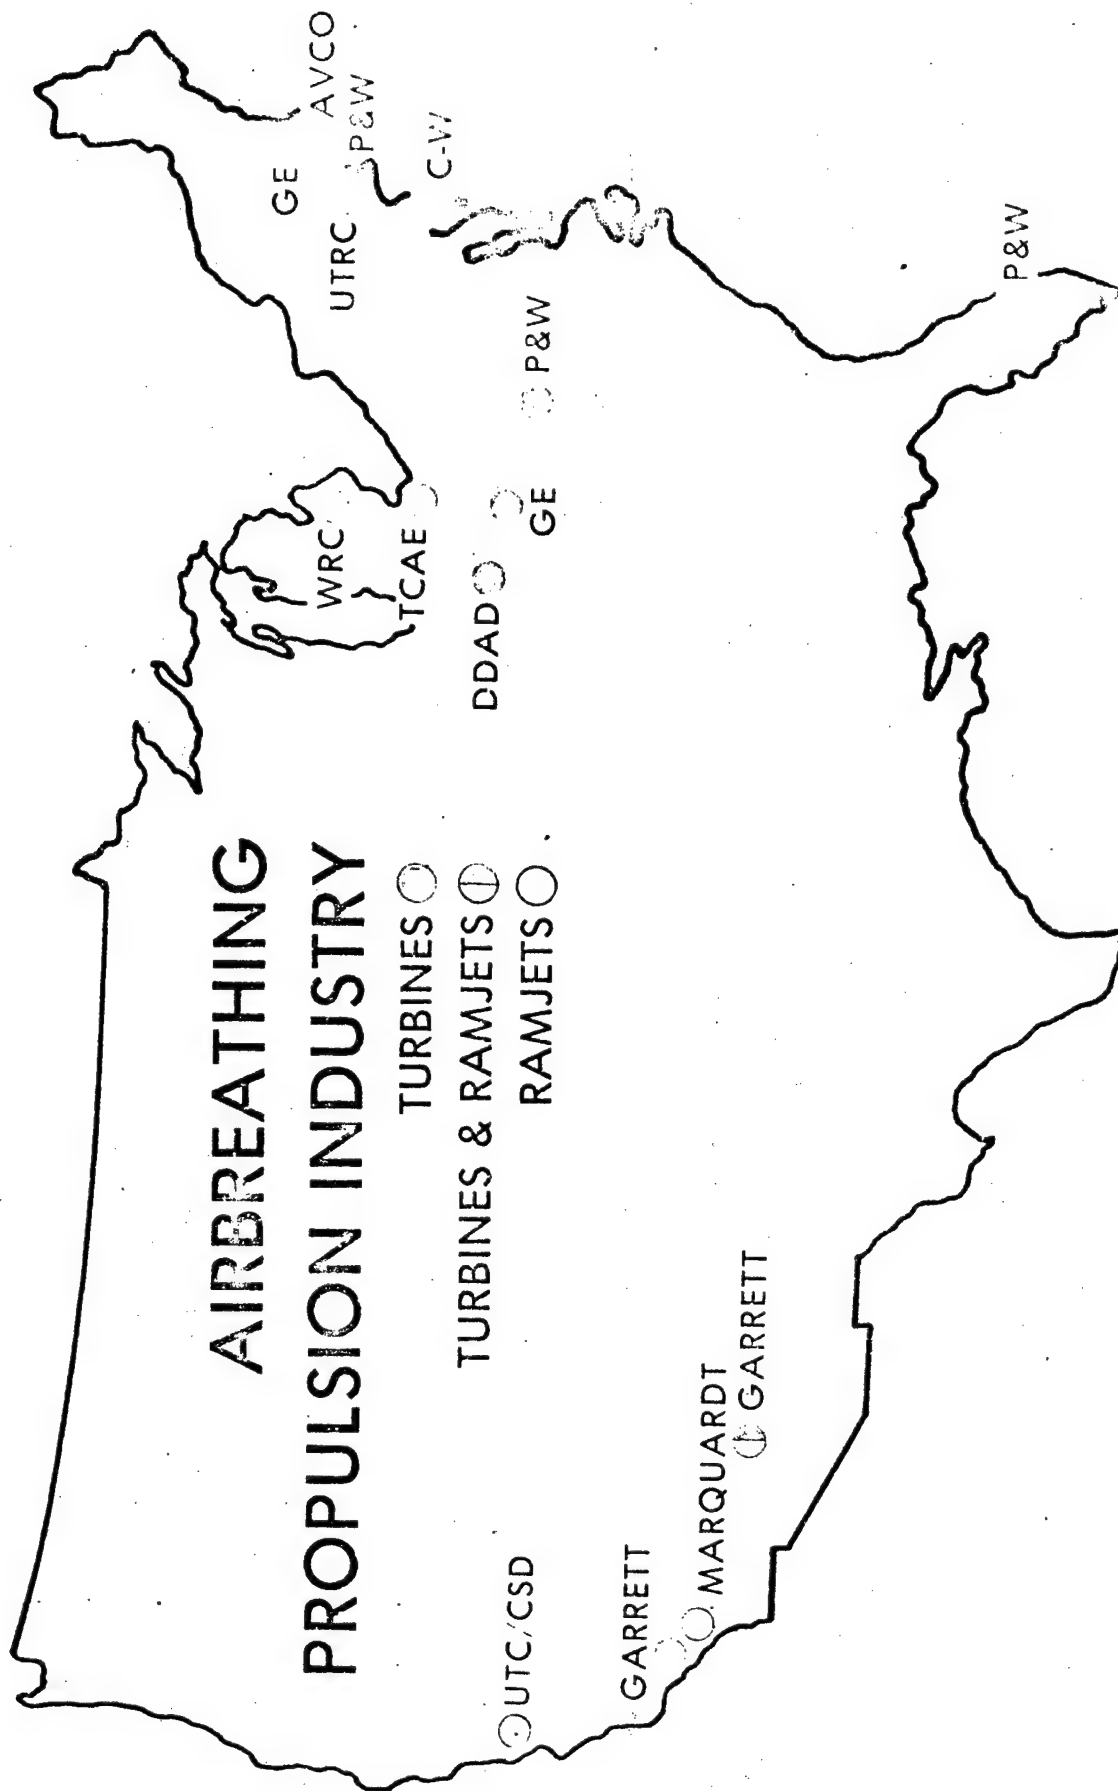 AIRBREATHING
PROPULSION INDUSTRY
TURBINES
TURBINES & RAMJETS
RAMJETS
UTC/CSD
GARRETT
MARQUARDT
GARRETT
WRC
TCAE
DDAD
GE
P&W
UTRC
GE
AVCO
P&W
C-W
P&W